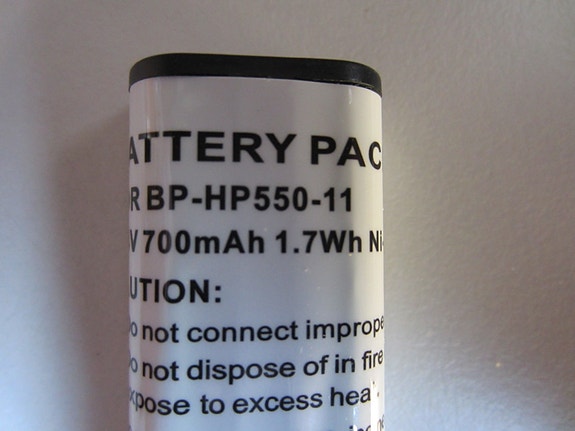 ATTERY PAC
R BP-HP550-11
V 700mAh 1.7Wh Ni-
UTION:
o not connect imprope
o not dispose of in fire
xpose to excess hea